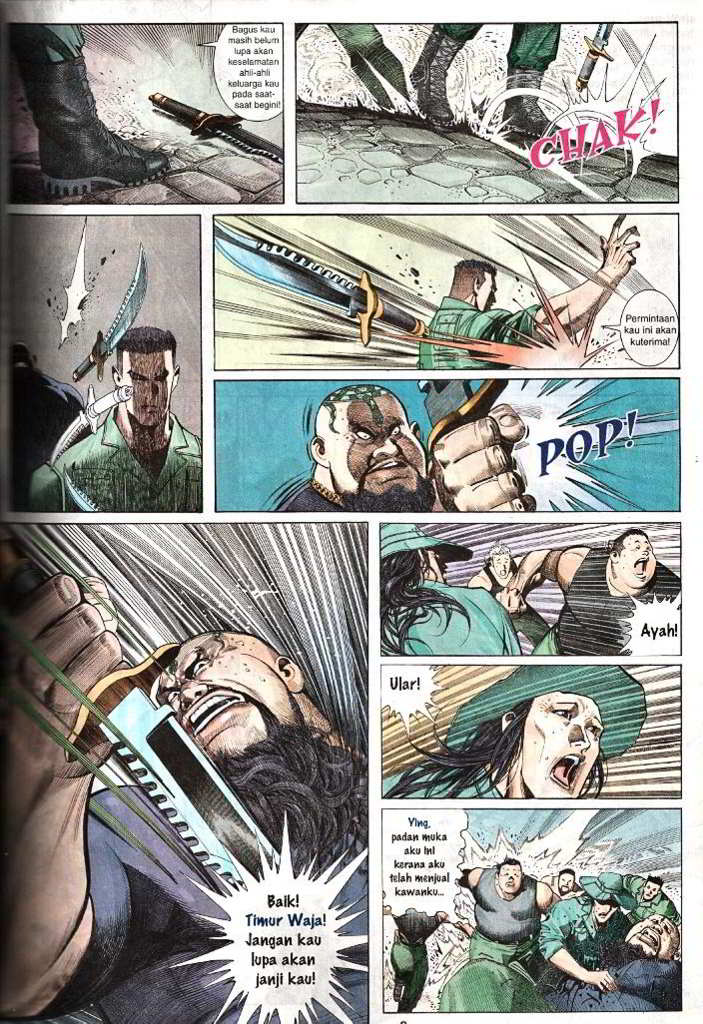 Bagus kau
masih belum
lupa akan
keselamatan
ahli-ahli
keluarga kau
pada saat-
saat begini!
CHAK!
Permintaan
kau ini akan
kuterima!
POP!
Baik!
Timur Waja!
Jangan kau
lupa akan
janji kau!
Ayah!
Ular!
Ying,
padan muka
aku ini
kerana aku
telah menjual
kawanku...